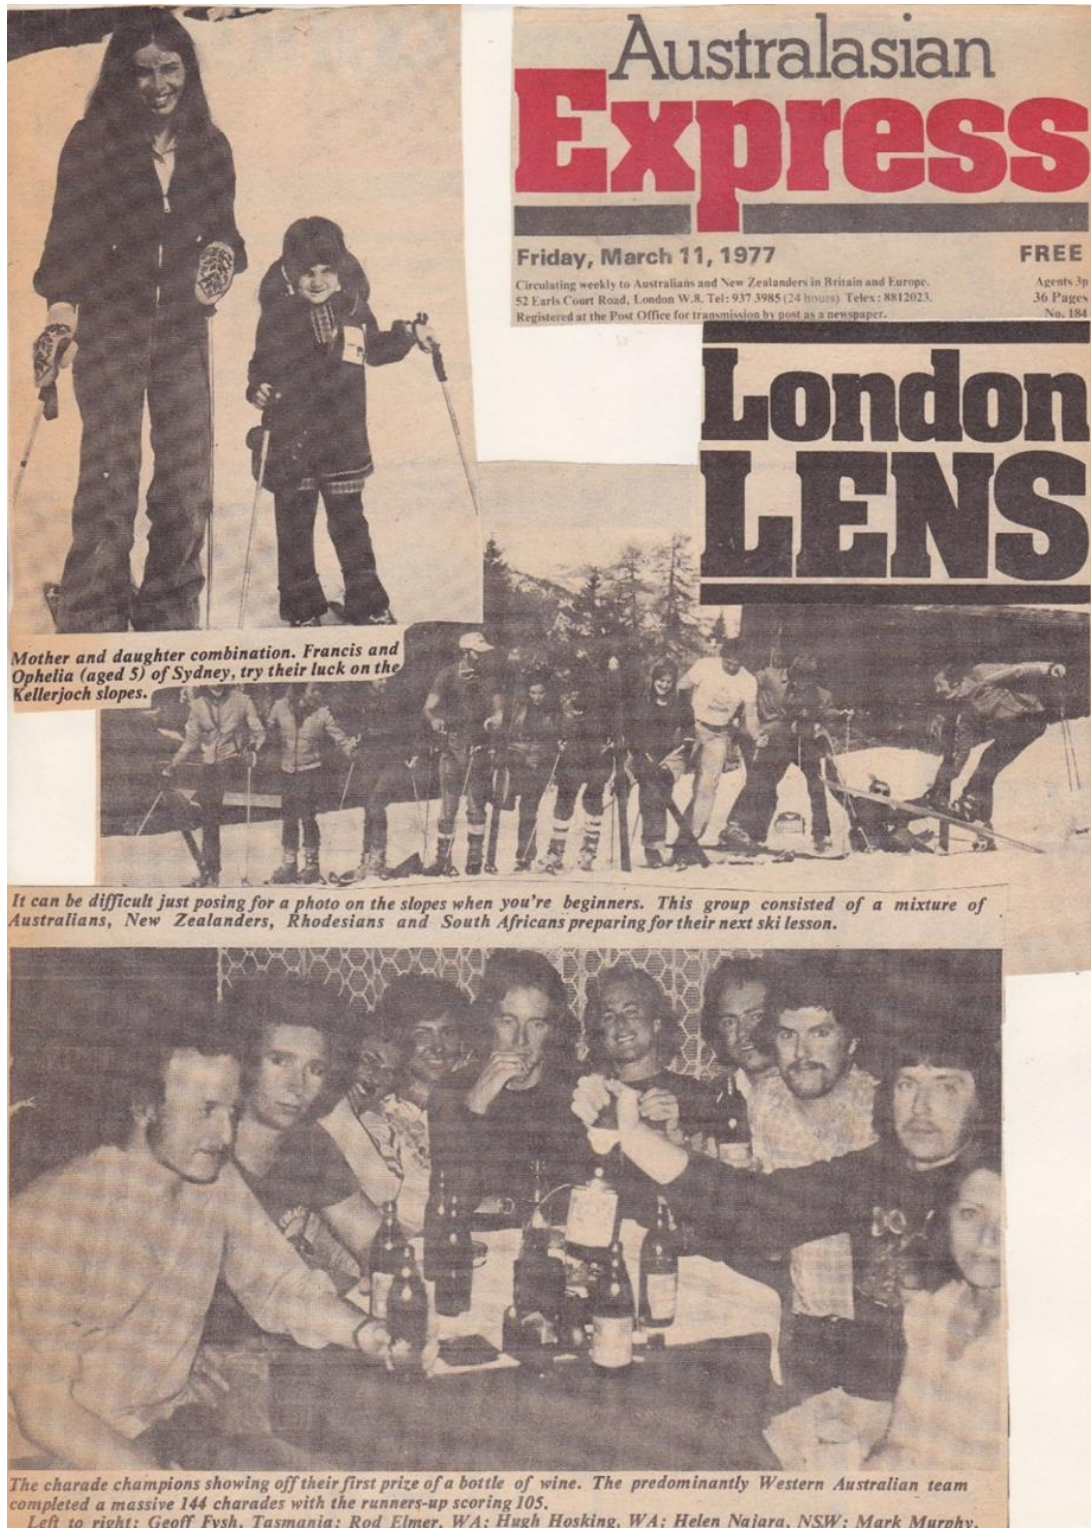 Australasian
Express
Friday, March 11, 1977 FREE
Circulating weekly to Australians and New Zealanders in Britain and Europe. Agents 3p
52 Earls Court Road, London W.8. Tel: 937 3985 (24 hours) Telex: 8812023. 36 Pages
Registered at the Post Office for transmission by post as a newspaper. No. 184
London
LENS
Mother and daughter combination. Francis and
Ophelia (aged 5) of Sydney, try their luck on the
Kellerjoch slopes.
It can be difficult just posing for a photo on the slopes when you're beginners. This group consisted of a mixture of
Australians, New Zealanders, Rhodesians and South Africans preparing for their next ski lesson.
The charade champions showing off their first prize of a bottle of wine. The predominantly Western Australian team
completed a massive 144 charades with the runners-up scoring 105.
Left to right: Geoff Fysh, Tasmania; Rod Elmer, WA; Hugh Hosking, WA; Helen Najara, NSW; Mark Murphy,